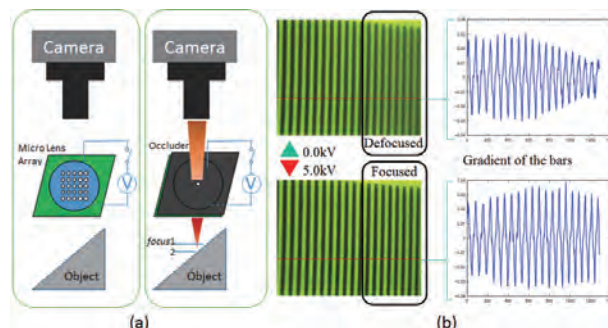 Camera
Camera
Micro Lens
Array
V
Occluder
V
focus1
2
Object
Object
(a)
0.0kV
5.0kV
Defocused
Focused
Gradient of the bars
(b)